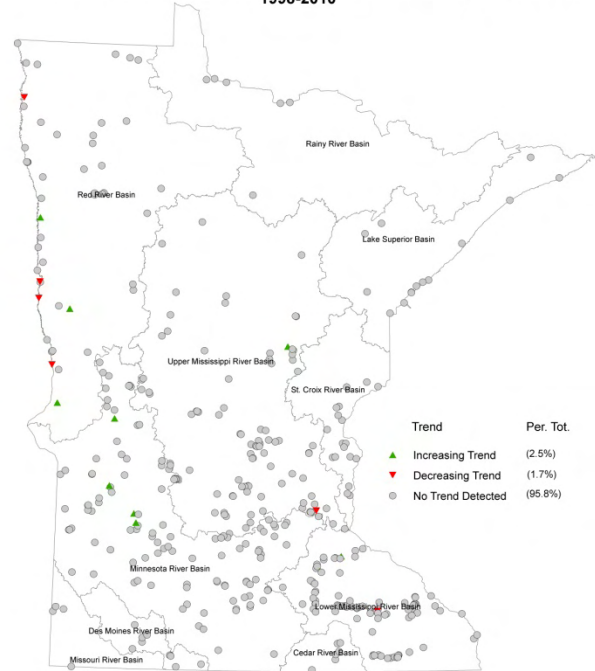 1998-2010
Rainy River Basin
Red River Basin
Lake Superior Basin
Upper Mississippi River Basin
St. Croix River Basin
Trend Per. Tot.
Increasing Trend (2.5%)
Decreasing Trend (1.7%)
No Trend Detected (95.8%)
Minnesota River Basin
Lower Mississippi River Basin
Des Moines River Basin
Cedar River Basin
Missouri River Basin